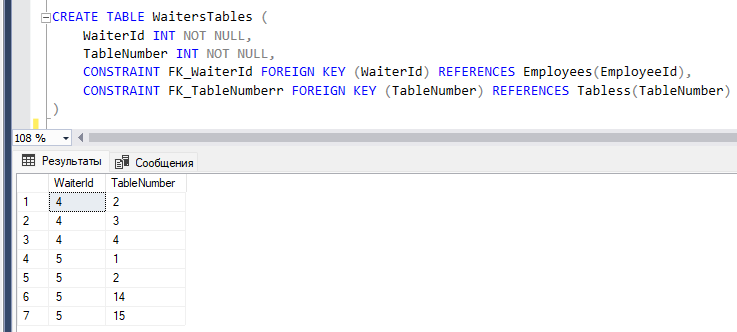 CREATE TABLE WaitersTables (
WaiterId INT NOT NULL,
TableNumber INT NOT NULL,
CONSTRAINT FK_WaiterId FOREIGN KEY (WaiterId) REFERENCES Employees(EmployeeId),
CONSTRAINT FK_TableNumberr FOREIGN KEY (TableNumber) REFERENCES Tabless(TableNumber)
)
108 %
Результаты Сообщения
WaiterId TableNumber
1 4 2
2 4 3
3 4 4
4 5 1
5 5 2
6 5 14
7 5 15